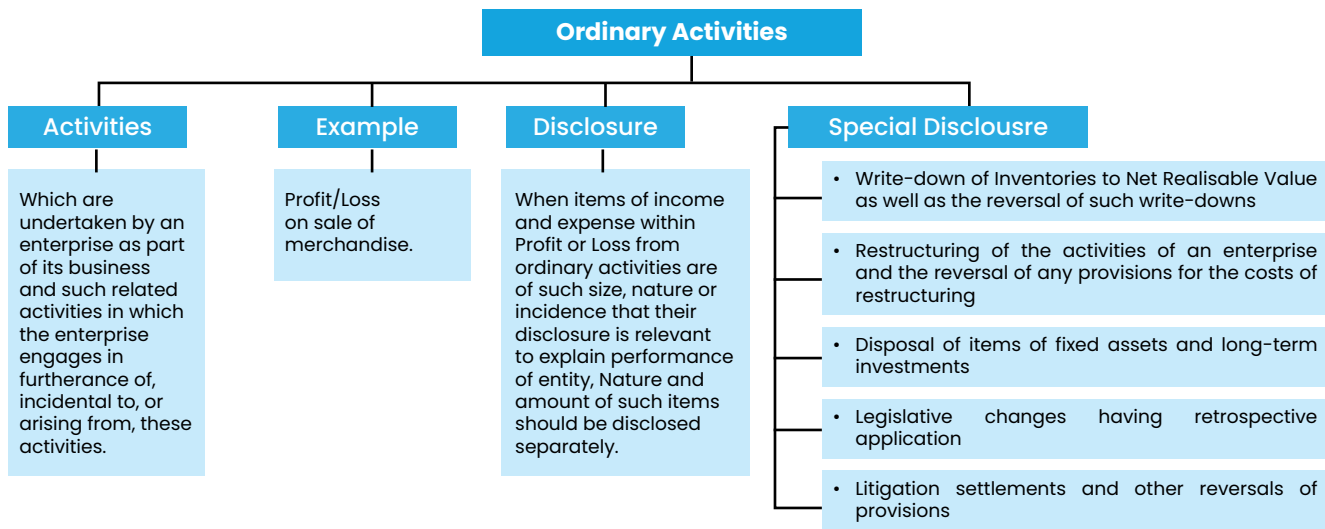 Ordinary Activities
Activities
Which are
undertaken by an
enterprise as part
of its business
and such related
activities in which
the enterprise
engages in
furtherance of,
incidental to, or
arising from, these
activities.
Example
Profit/Loss
on sale of
merchandise.
Disclosure
When items of income
and expense within
Profit or Loss from
ordinary activities are
of such size, nature or
incidence that their
disclosure is relevant
to explain performance
of entity, Nature and
amount of such items
should be disclosed
separately.
Special Disclousre
• Write-down of Inventories to Net Realisable Value
as well as the reversal of such write-downs
• Restructuring of the activities of an enterprise
and the reversal of any provisions for the costs of
restructuring
• Disposal of items of fixed assets and long-term
investments
• Legislative changes having retrospective
application
• Litigation settlements and other reversals of
provisions